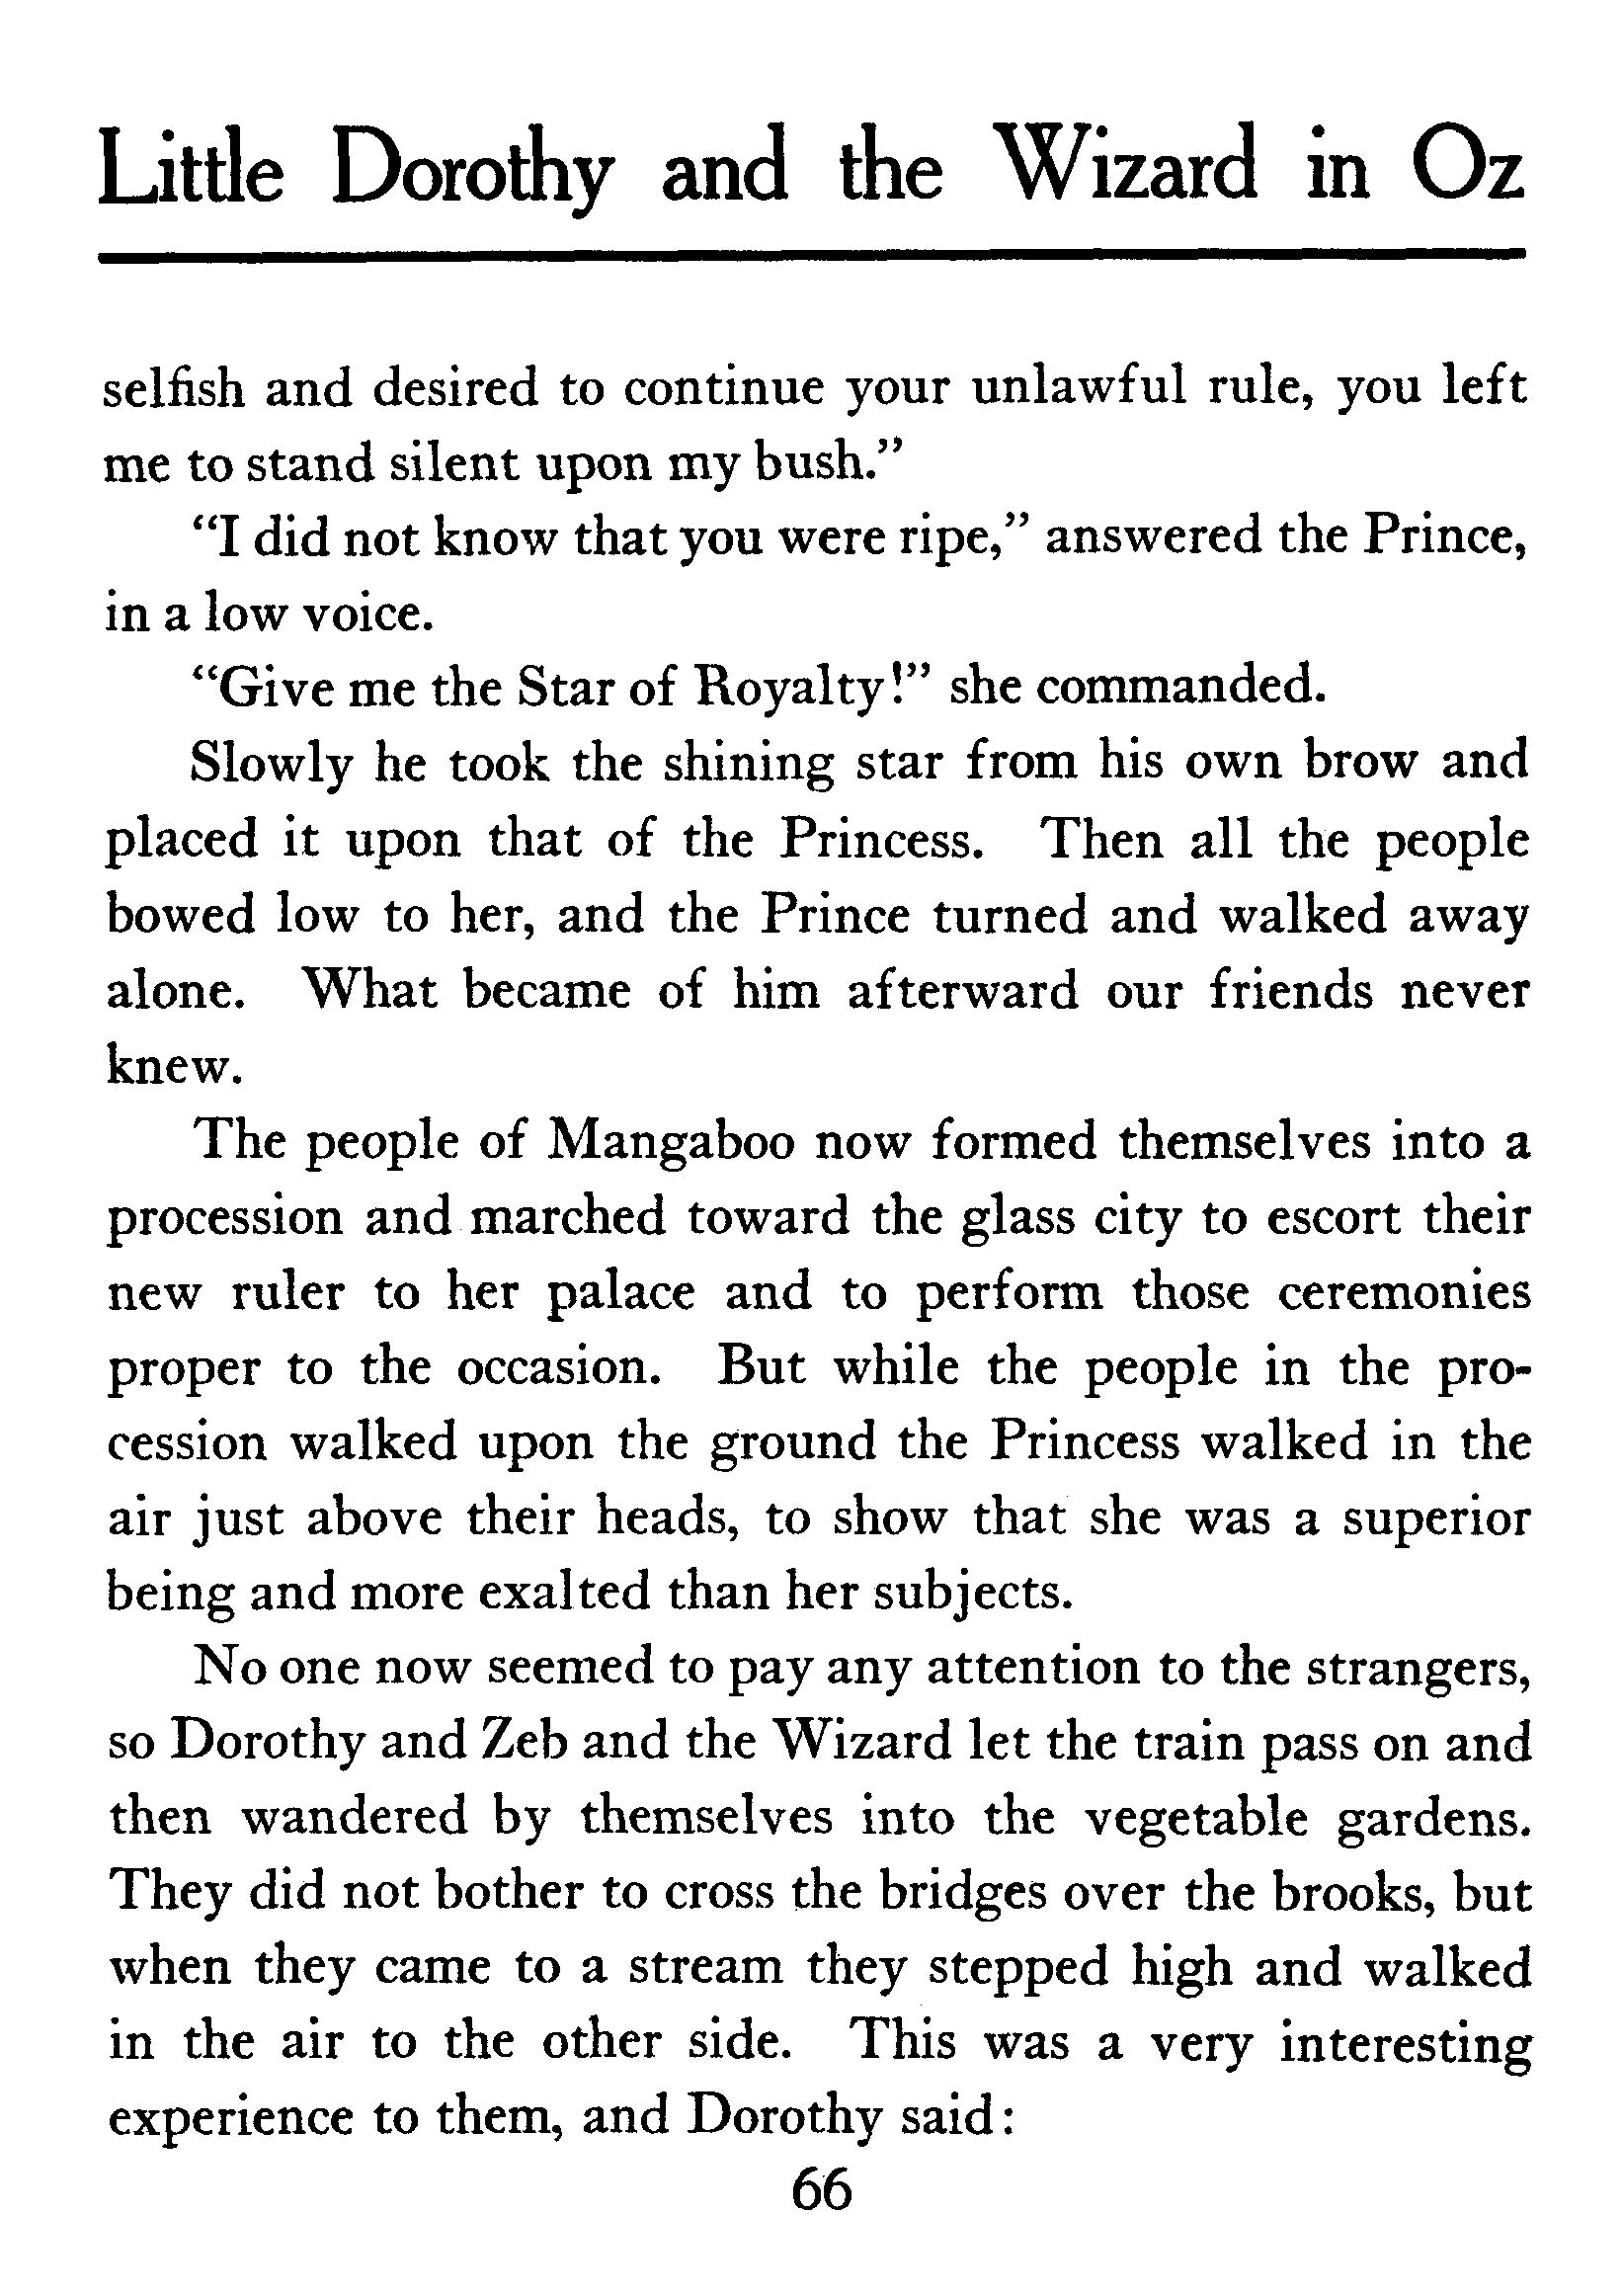 Little Dorothy and the Wizard in Oz
selfish and desired to continue your unlawful rule, you left
me to stand silent upon my bush.”
“I did not know that you were ripe,” answered the Prince,
in a low voice.
“Give me the Star of Royalty!” she commanded.
Slowly he took the shining star from his own brow and
placed it upon that of the Princess. Then all the people
bowed low to her, and the Prince turned and walked away
alone. What became of him afterward our friends never
knew.
The people of Mangaboo now formed themselves into a
procession and marched toward the glass city to escort their
new ruler to her palace and to perform those ceremonies
proper to the occasion. But while the people in the pro-
cession walked upon the ground the Princess walked in the
air just above their heads, to show that she was a superior
being and more exalted than her subjects.
No one now seemed to pay any attention to the strangers,
so Dorothy and Zeb and the Wizard let the train pass on and
then wandered by themselves into the vegetable gardens.
They did not bother to cross the bridges over the brooks, but
when they came to a stream they stepped high and walked
in the air to the other side. This was a very interesting
experience to them, and Dorothy said:
66